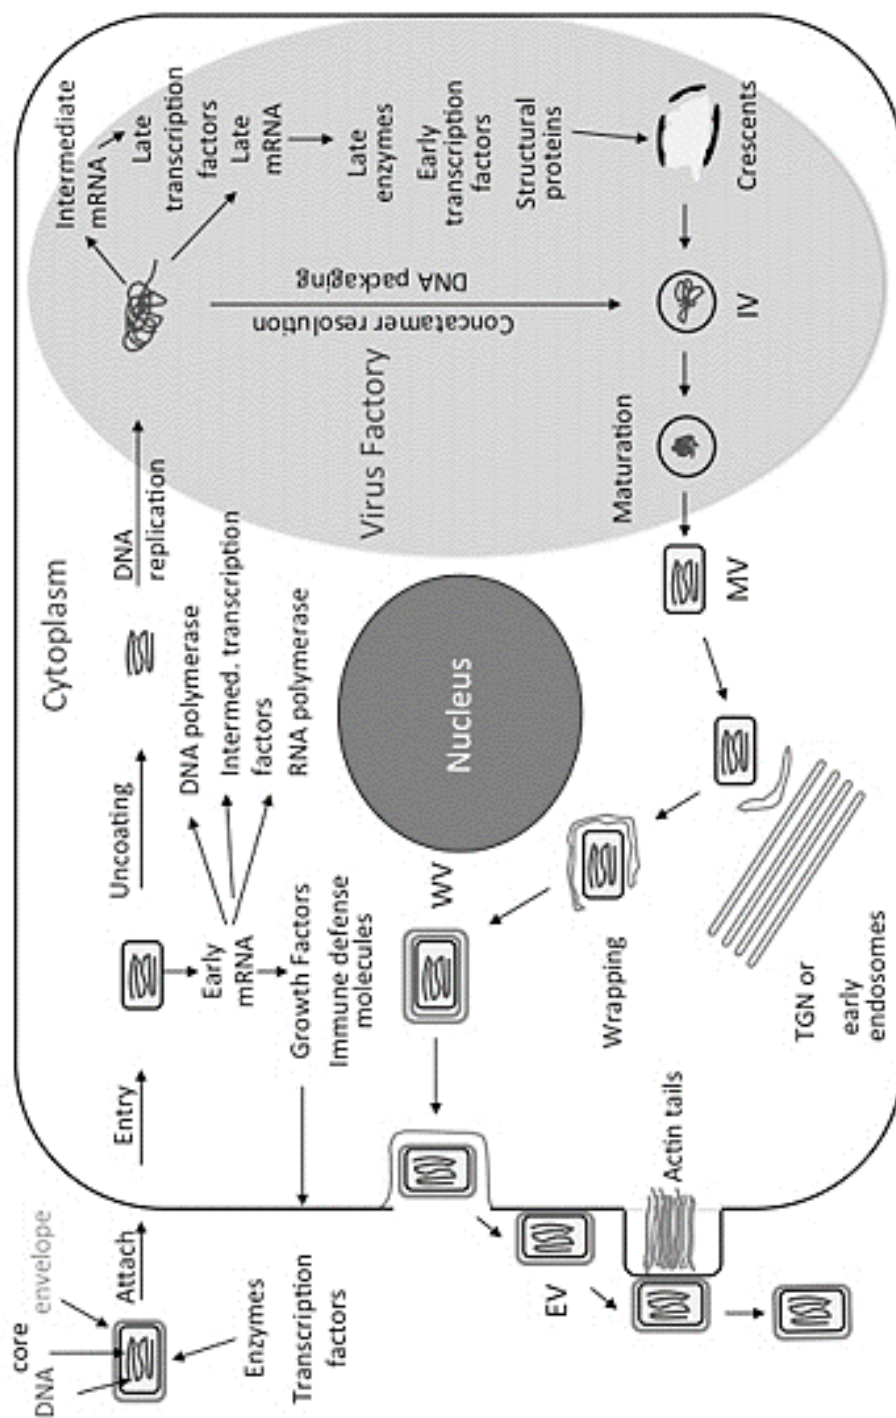 core
DNA
envelope
Attach
Enzymes
Transcription
factors
Entry
Uncoating
Cytoplasm
DNA
replication
Early
mRNA
DNA polymerase
Intermed. transcription
factors
RNA polymerase
Growth Factors
Immune defense
molecules
Intermediate
mRNA
Late
transcription
factors
Late
mRNA
Late
enzymes
Early
transcription
factors
Structural
proteins
Crescents
DNA packaging
Concatamer resolution
Virus Factory
IV
Maturation
MV
Nucleus
WV
Wrapping
TGN or
early
endosomes
Actin tails
EV